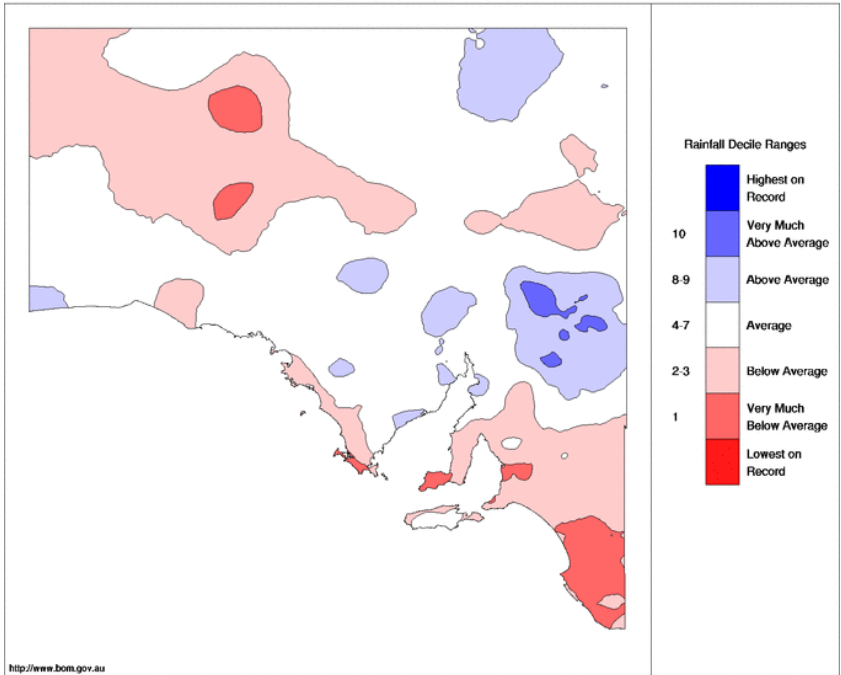 Rainfall Decile Ranges
Highest on
Record
10
Very Much
Above Average
8-9
Above Average
4-7
Average
2-3
Below Average
1
Very Much
Below Average
Lowest on
Record
http://www.bom.gov.au